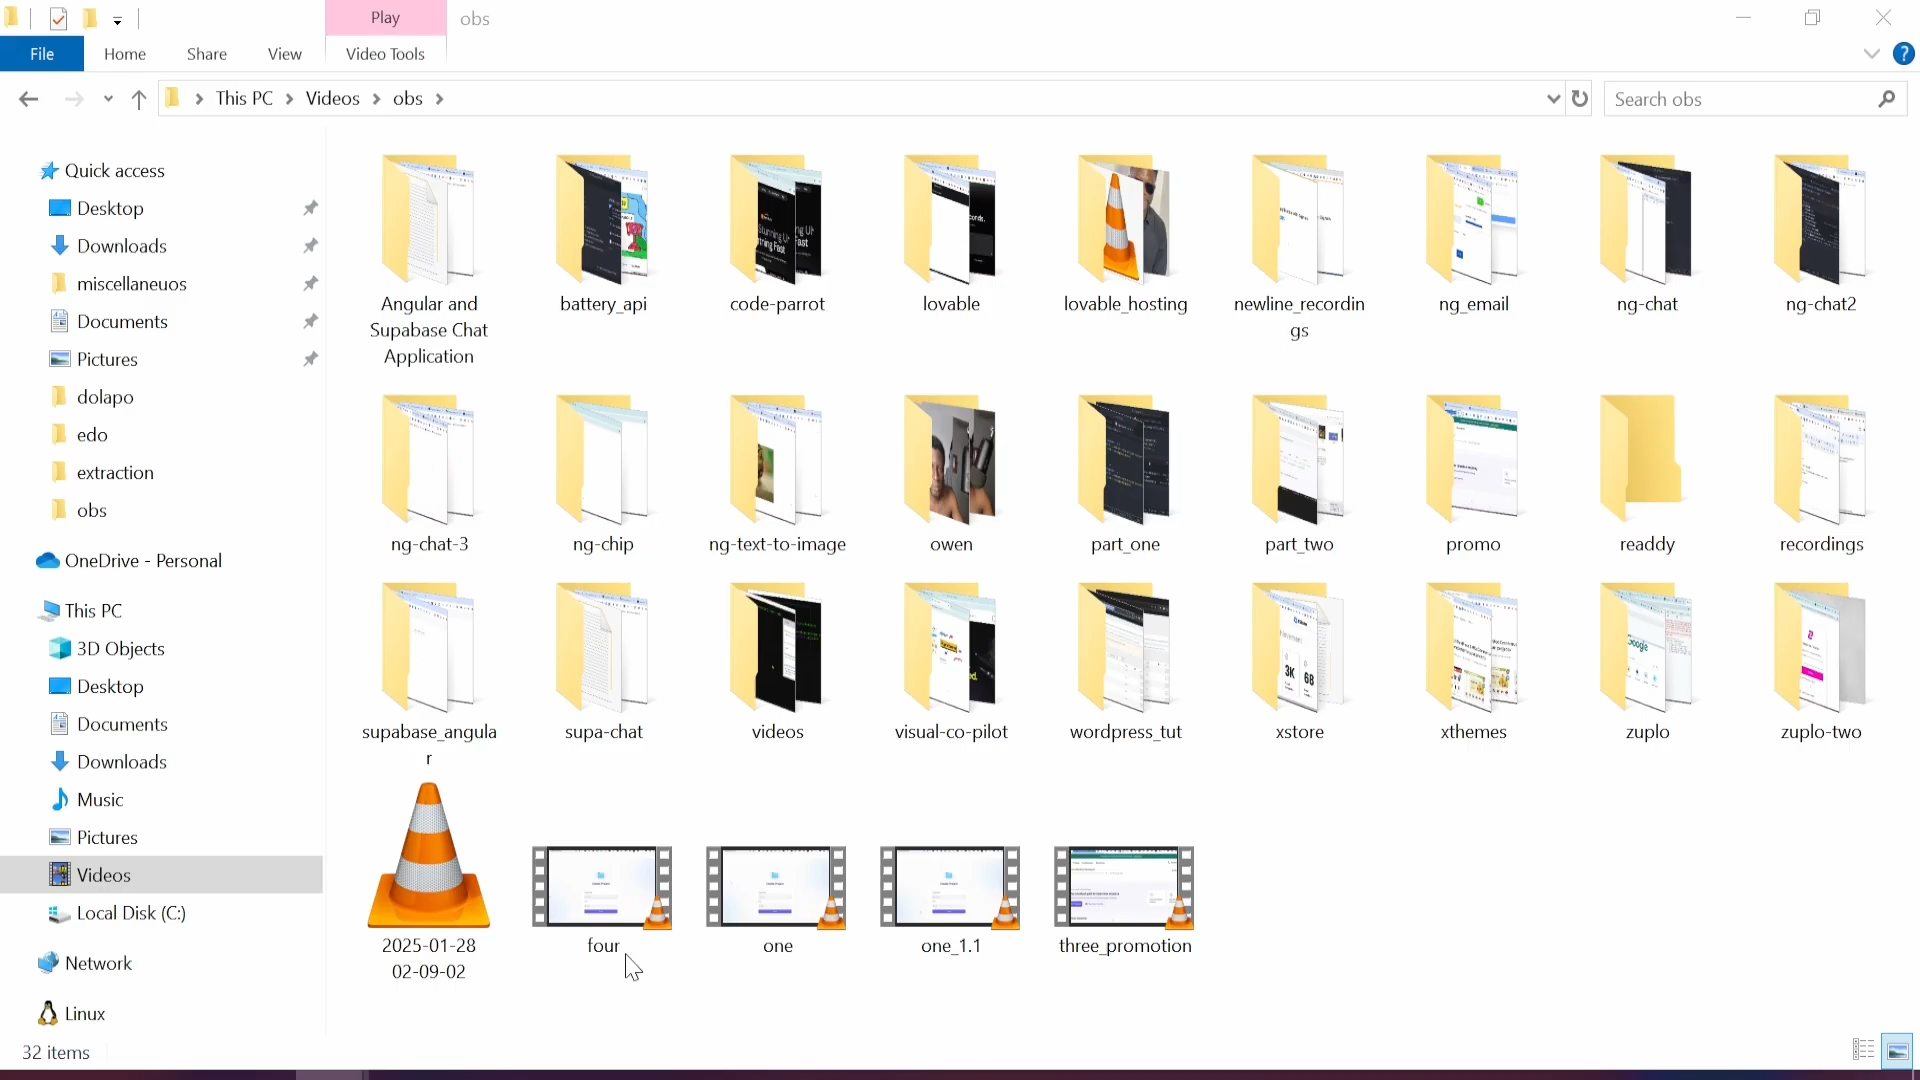 Play
obs
File
Home
Share
View
Video Tools
This PC
Videos
obs
Search obs
Quick access
Desktop
Downloads
miscellaneuos
Documents
Pictures
dolapo
edo
extraction
obs
OneDrive - Personal
This PC
3D Objects
Desktop
Documents
Downloads
Music
Pictures
Videos
Local Disk (C:)
Network
Linux
Angular and
Supabase Chat
Application
battery_api
code-parrot
lovable
lovable_hosting
newline_recordin
gs
ng_email
ng-chat
ng-chat2
ng-chat-3
ng-chip
ng-text-to-image
owen
part_one
part_two
promo
readdy
recordings
supabase_angula
r
supa-chat
videos
visual-co-pilot
wordpress_tut
xstore
3K
68
xthemes
zuplo
zuplo-two
2025-01-28
02-09-02
four
one
one_1.1
three_promotion
32 items